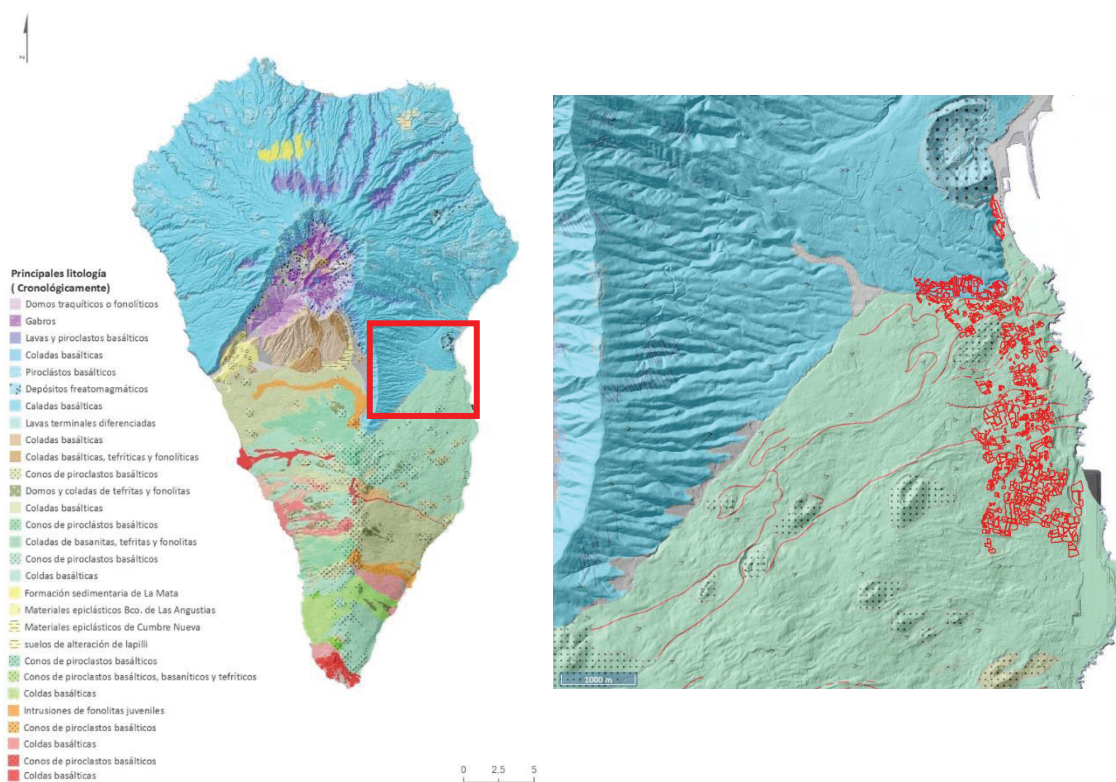 N
Principales litología
( Cronológicamente)
Domos traquíticos o fonolíticos
Gabros
Lavas y piroclastos basálticos
Coladas basálticas
Piroclástos basálticos
Depósitos freatomagmáticos
Caladas basálticas
Lavas terminales diferenciadas
Coladas basálticas
Coladas basálticas, tefríticas y fonolíticas
Conos de piroclastos basálticos
Domos y coladas de tefritas y fonolitas
Coladas basálticas
Conos de piroclástos basálticos
Coladas de basanitas, tefritas y fonolitas
Conos de piroclastos basálticos
Coldas basálticas
Formación sedimentaria de La Mata
Materiales epiclásticos Bco. de Las Angustias
Materiales epiclásticos de Cumbre Nueva
suelos de alteración de lapilli
Conos de piroclastos basálticos
Conos de piroclastos basálticos, basaníticos y tefríticos
Coldas basálticas
Intrusiones de fonolitas juveniles
Conos de piroclastos basálticos
Coldas basálticas
Conos de piroclastos basálticos
Coldas basálticas
0 2,5 5
1000 m